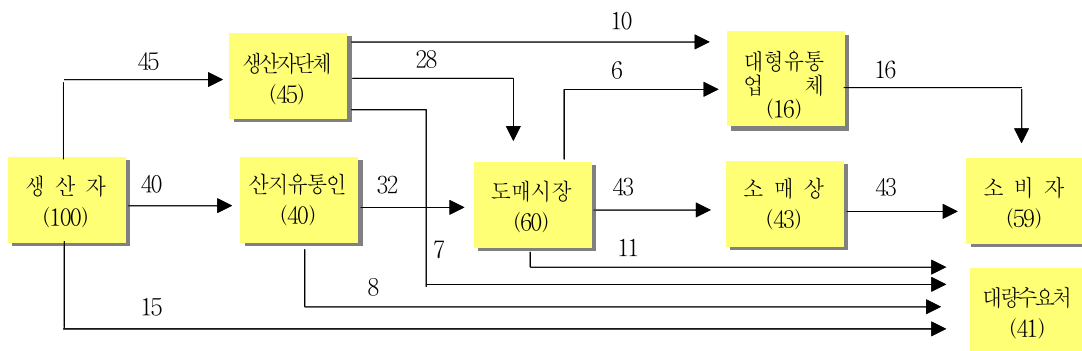 10
45
생산자단체
(45)
28
6
대형유통
업 체
(16)
16
생 산 자
(100)
40
산지유통인
(40)
32
도매시장
(60)
43
소 매 상
(43)
43
소 비 자
(59)
7
11
8
15
대량수요처
(41)